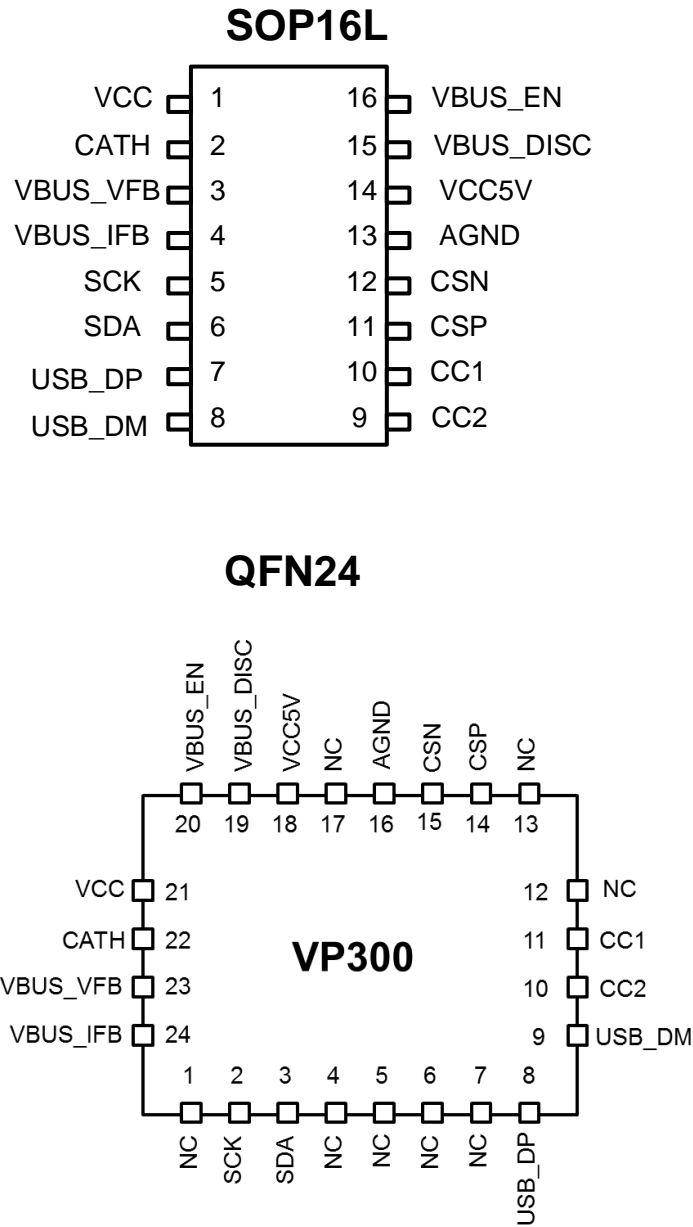 SOP16L
VCC 1 16 VBUS_EN
CATH 2 15 VBUS_DISC
VBUS_VFB 3 14 VCC5V
VBUS_IFB 4 13 AGND
SCK 5 12 CSN
SDA 6 11 CSP
USB_DP 7 10 CC1
USB_DM 8 9 CC2
QFN24
VBUS_EN VBUS_DISC VCC5V NC AGND CSN CSP NC
20 19 18 17 16 15 14 13
VCC 21 12 NC
CATH 22 11 CC1
VP300
VBUS_VFB 23 10 CC2
VBUS_IFB 24 9 USB_DM
1 2 3 4 5 6 7 8
NC SCK SDA NC NC NC NC USB_DP